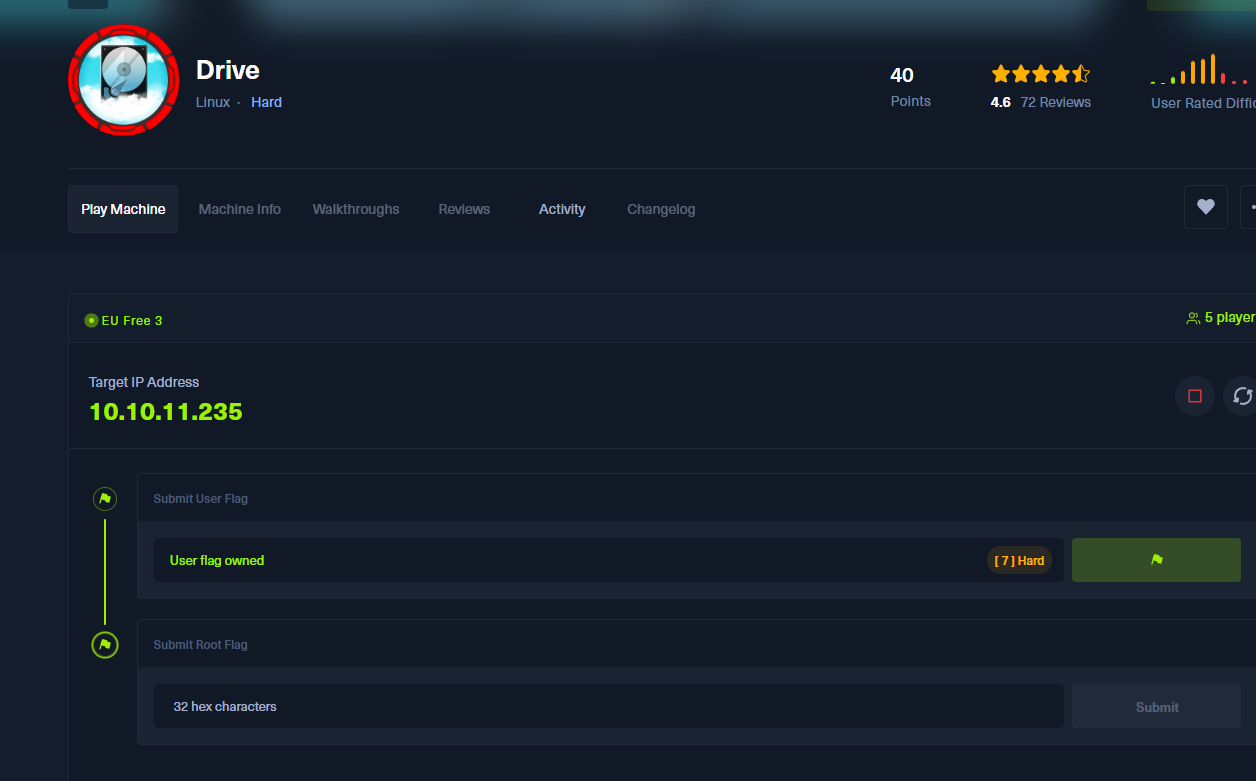 Drive
Linux · Hard
40
Points
4.6 72 Reviews
User Rated Diffic
Play Machine
Machine Info
Walkthroughs
Reviews
Activity
Changelog
EU Free 3
5 player
Target IP Address
10.10.11.235
Submit User Flag
User flag owned
[ 7 ] Hard
Submit Root Flag
32 hex characters
Submit